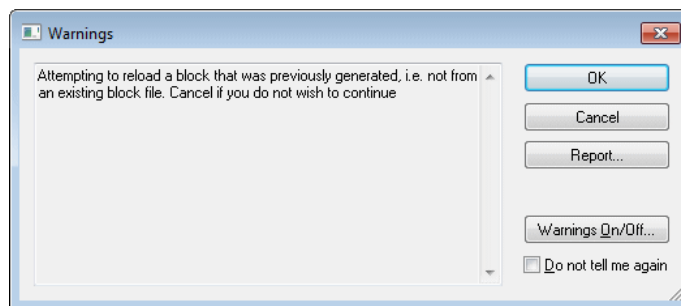 Warnings
Attempting to reload a block that was previously generated, i.e. not from
an existing block file. Cancel if you do not wish to continue
OK
Cancel
Report...
Warnings On/Off...
Do not tell me again